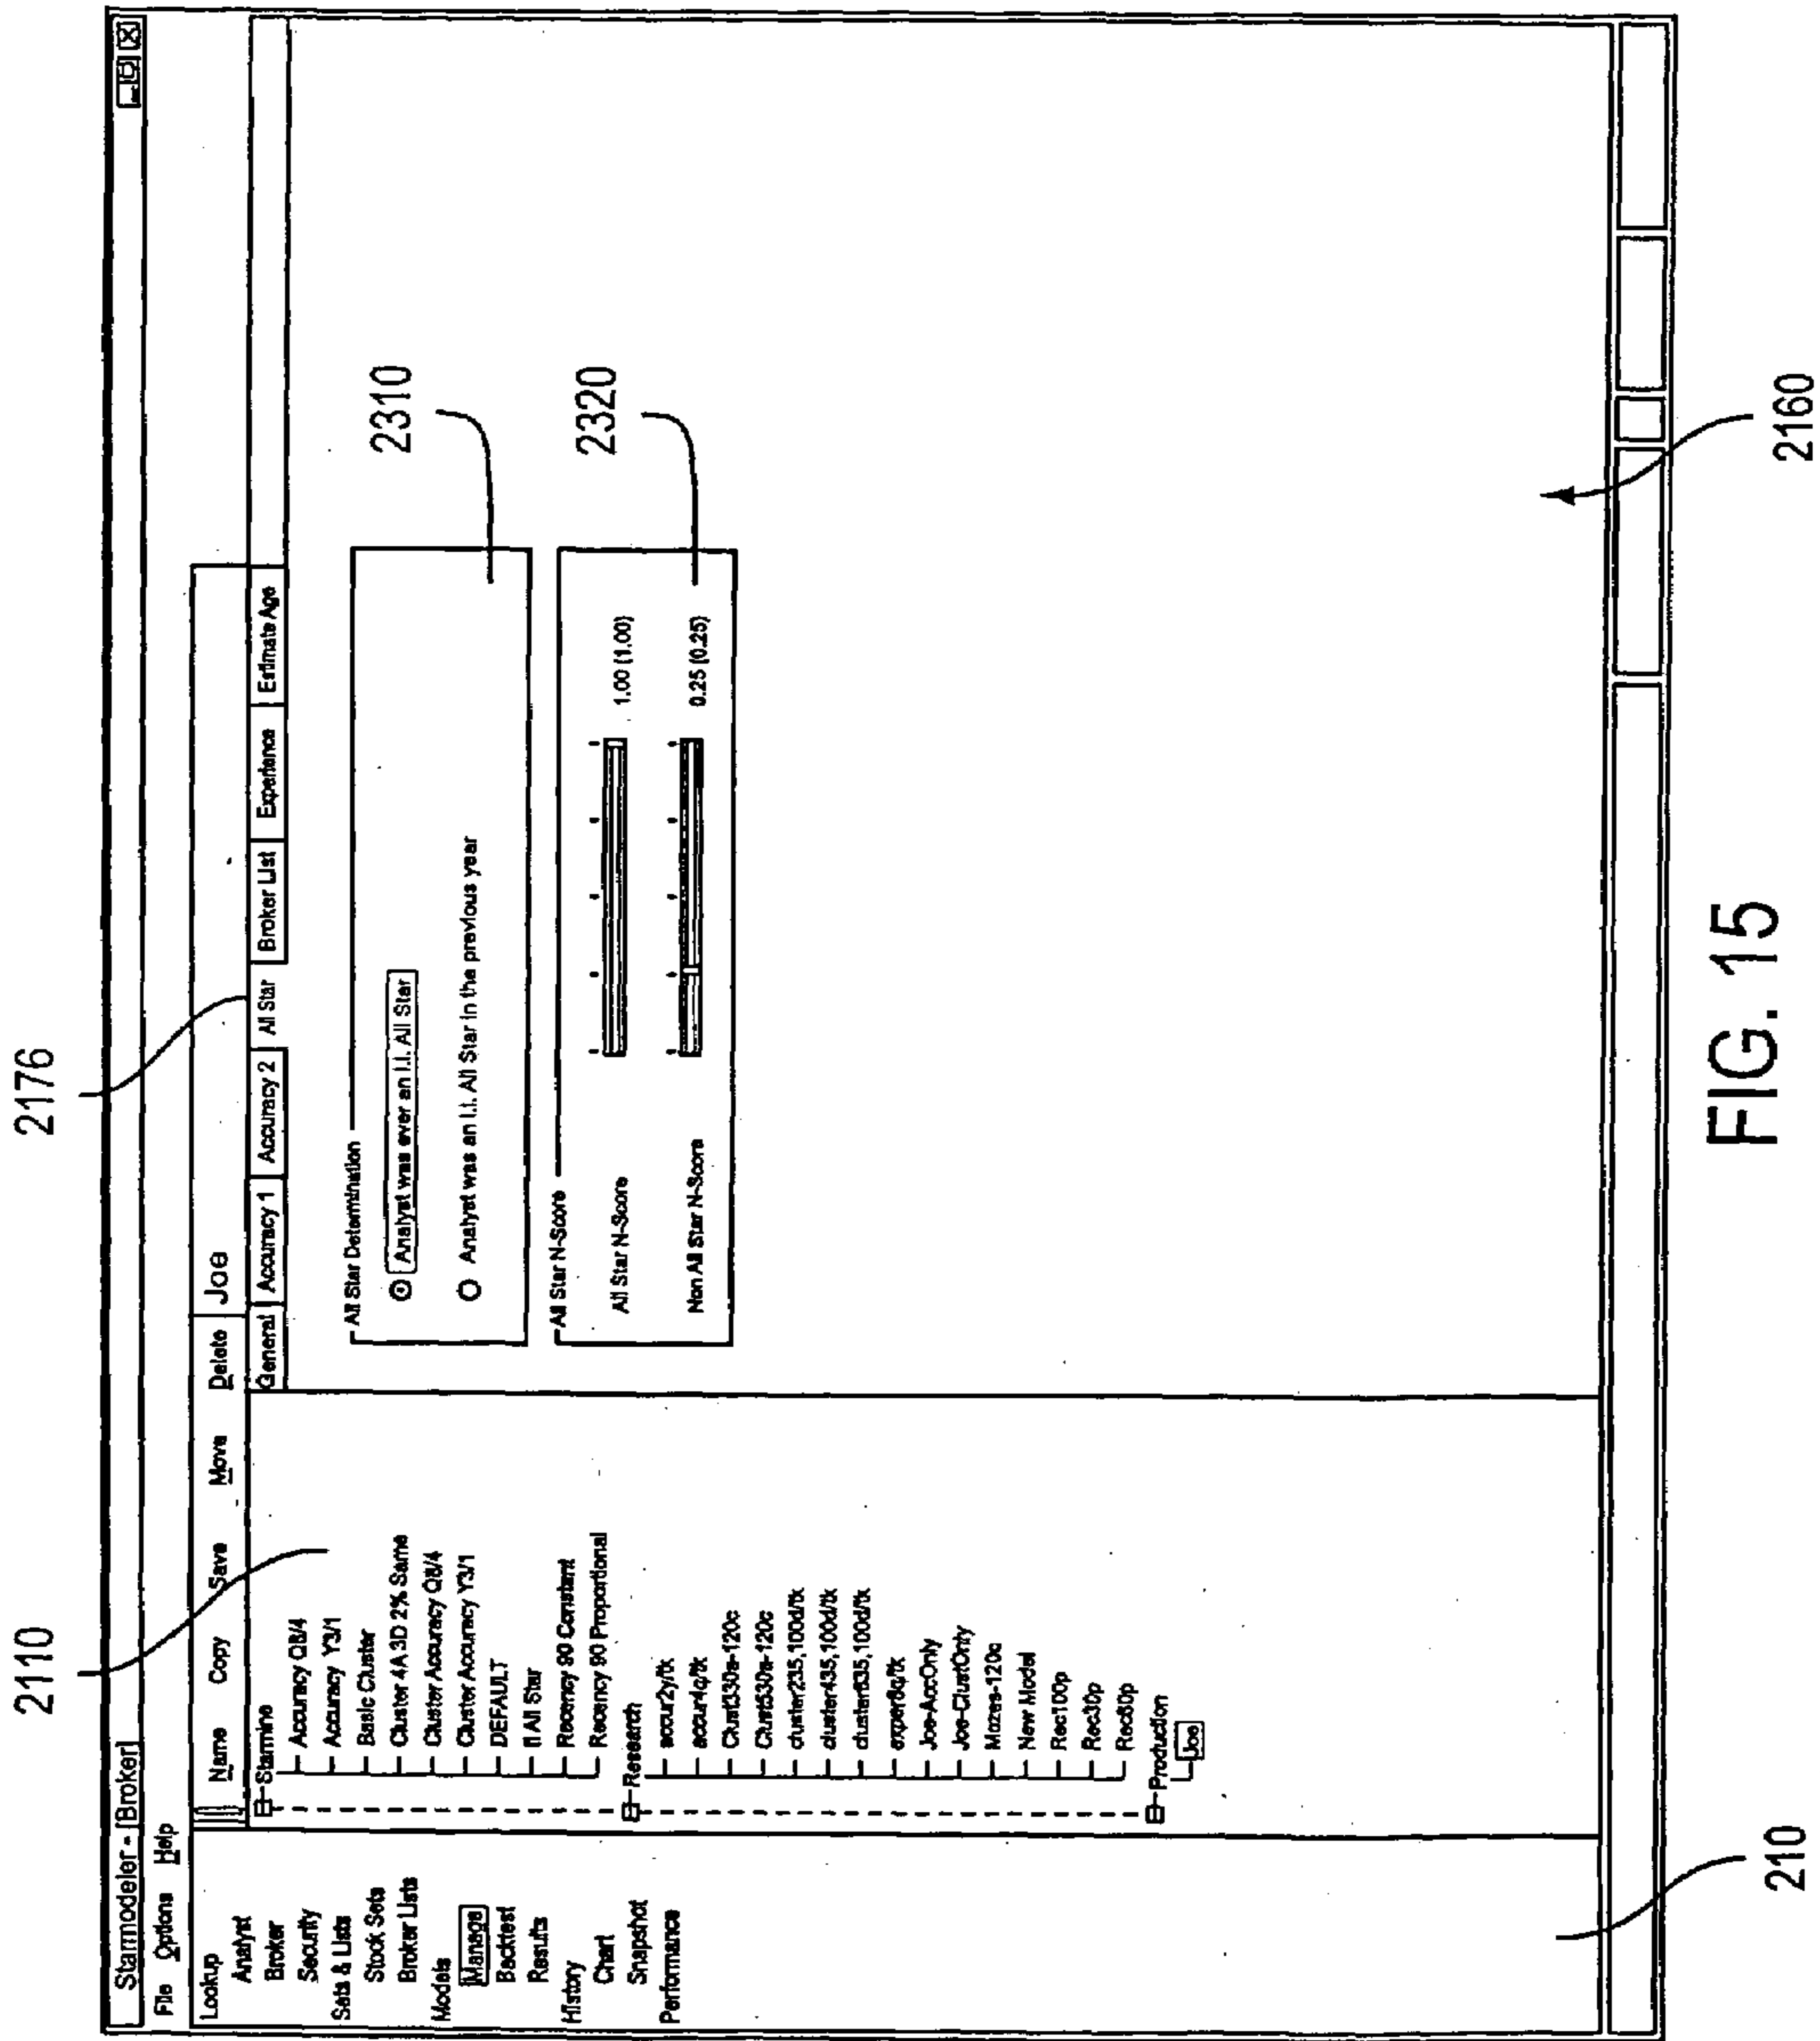 2110
2176
Starmodeler - [Broker]
File Options Help
Lookup
Analyst
Broker
Security
Sets & Lists
Stock Sets
Broker Lists
Models
Manage
Backtest
Results
History
Chart
Snapshot
Performance
Name Copy Save Move Delete Joe
Starmine
Accuracy Q8/4
Accuracy Y3/1
Basic Cluster
Cluster 4A 3D 2% Same
Cluster Accuracy Q8/4
Cluster Accuracy Y3/1
DEFAULT
II All Star
Recency 90 Constant
Recency 90 Proportional
Research
accur2y/tk
accur4q/tk
Clust330a-120c
Clust530a-120c
cluster235,100d/tk
cluster435,100d/tk
cluster635,100d/tk
exper8q/tk
Joe-AccOnly
Joe-ClustOnly
Mozes-120c
New Model
Rec100p
Rec30p
Rec60p
Production
Joe
General Accuracy 1 Accuracy 2 All Star Broker List Experience Estimate Age
All Star Determination
Analyst was ever an I.I. All Star
Analyst was an I.I. All Star in the previous year
2310
All Star N-Score
All Star N-Score 1.00 (1.00)
Non All Star N-Score 0.25 (0.25)
2320
210
2160
FIG. 15